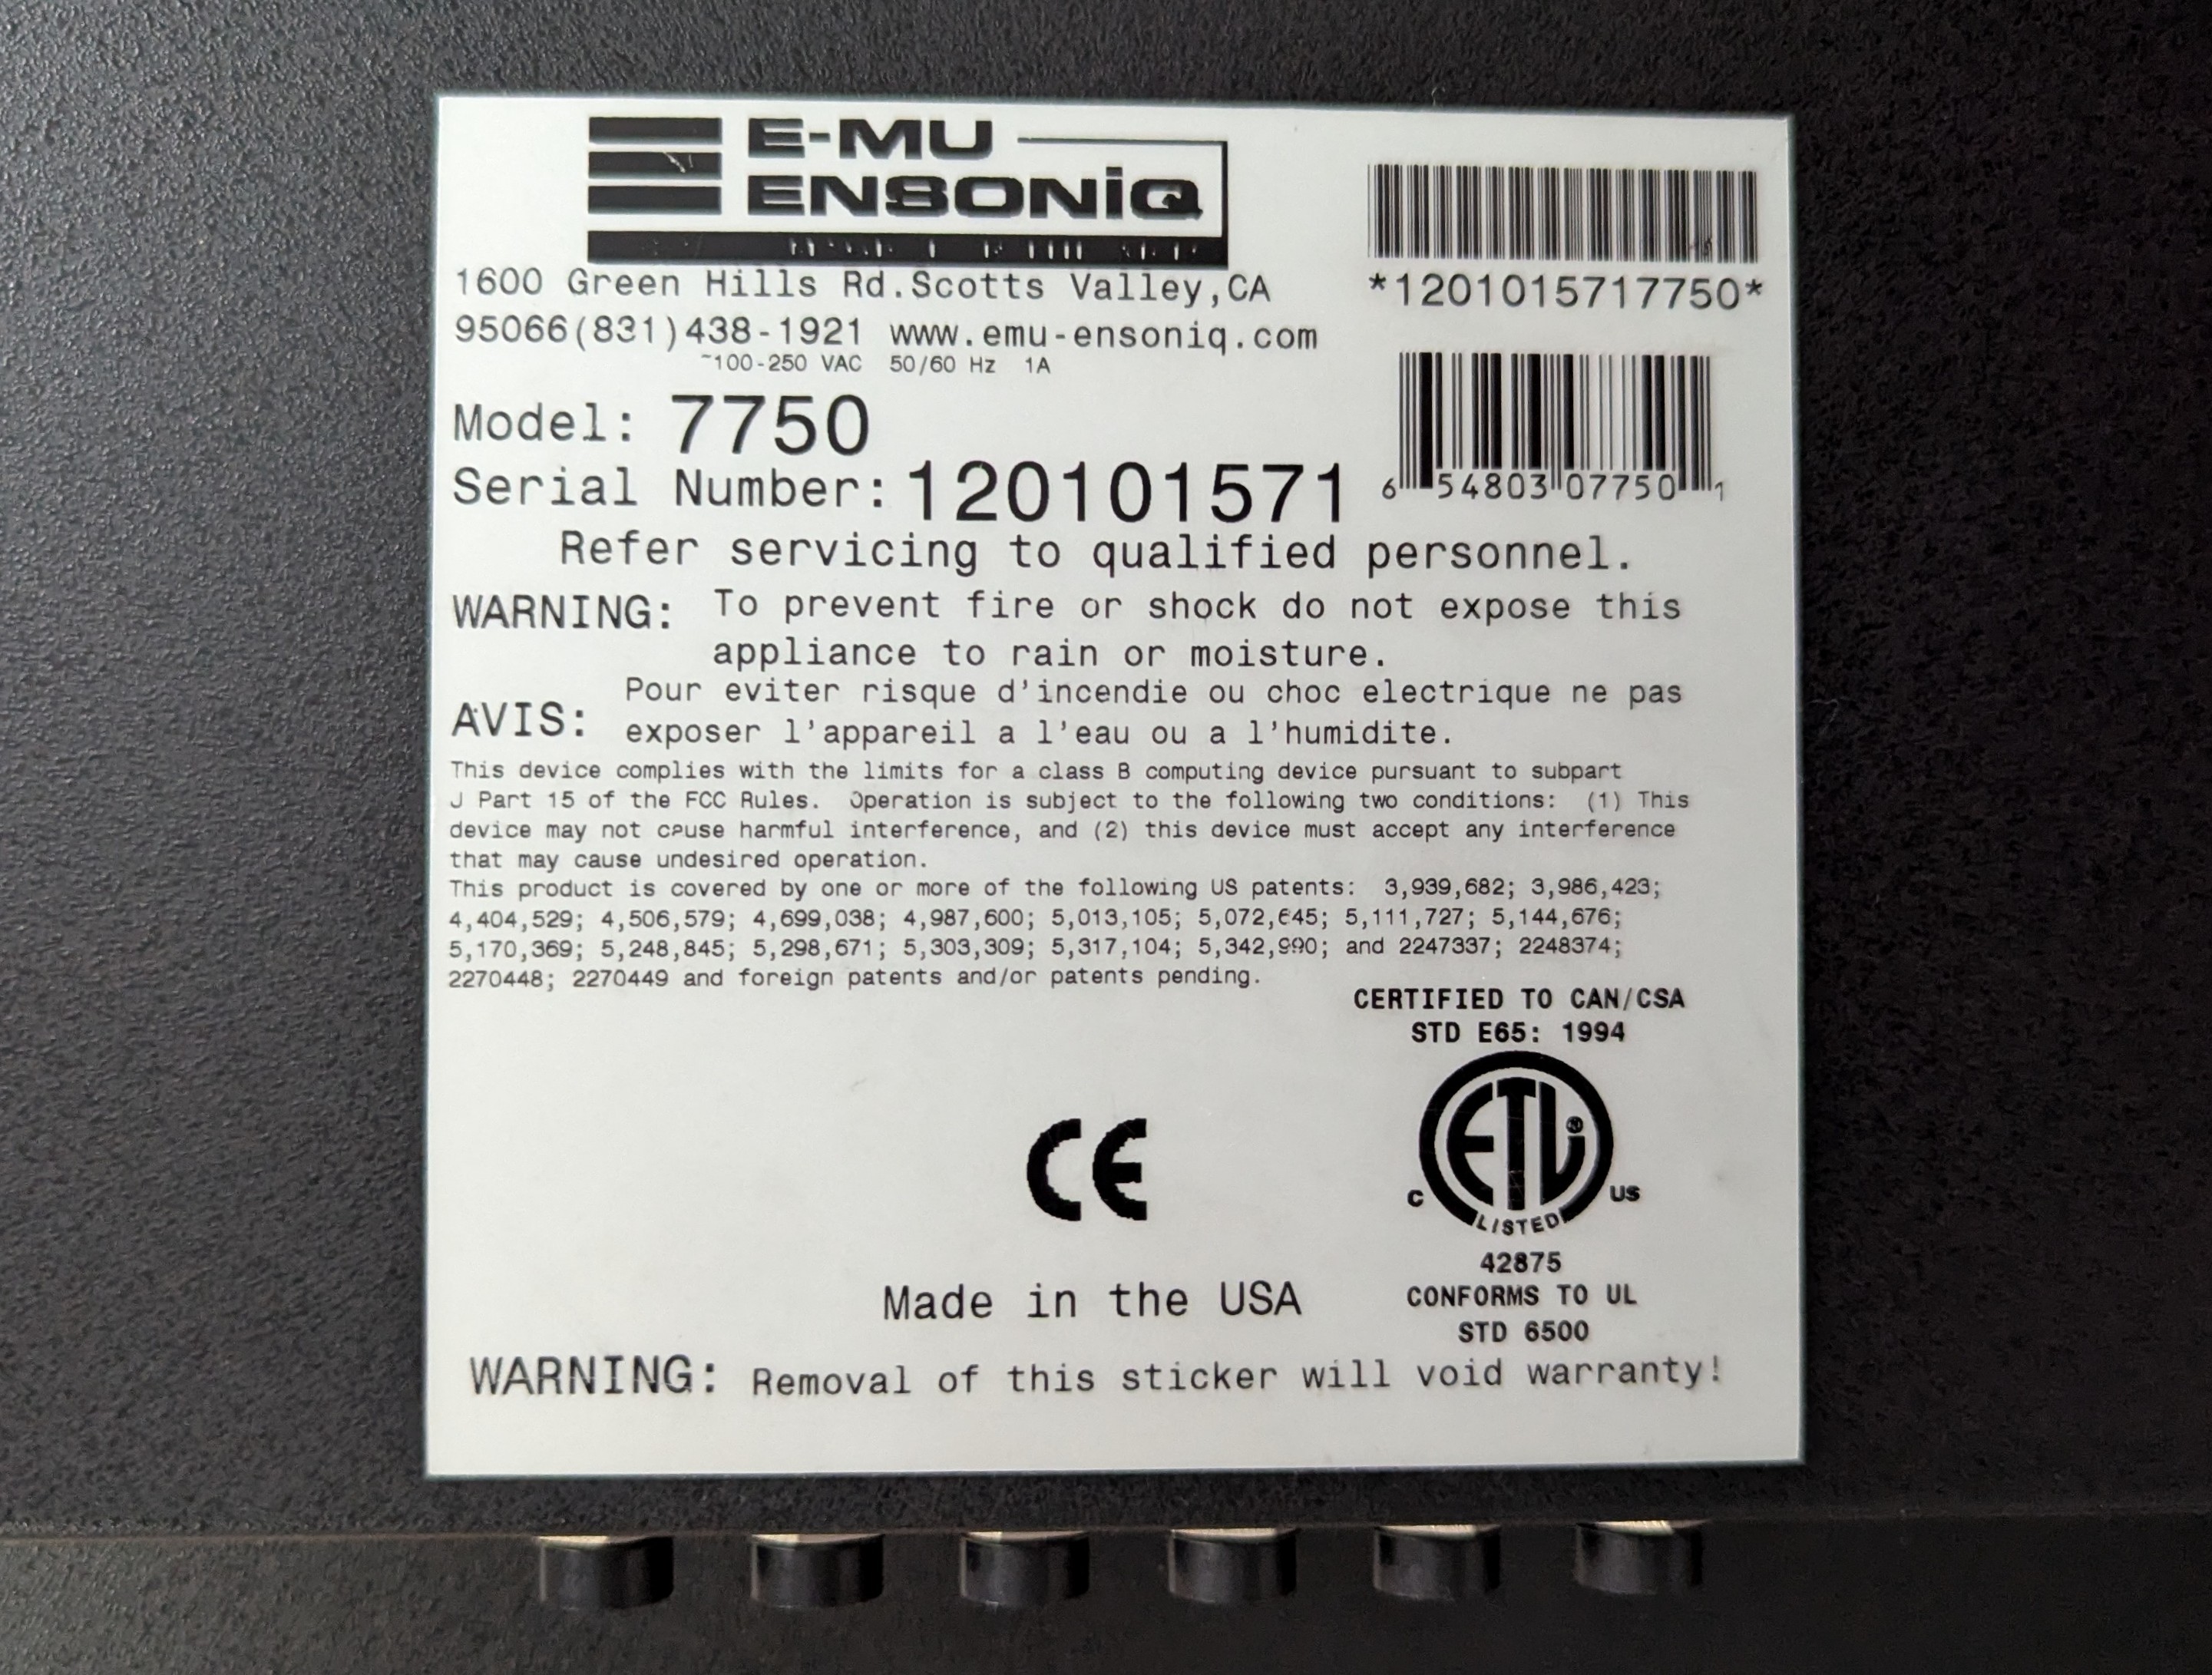 E-MU
ENSONiQ
1600 Green Hills Rd.Scotts Valley,CA
95066(831)438-1921 www.emu-ensoniq.com
~100-250 VAC 50/60 Hz 1A
*1201015717750*
Model: 7750
Serial Number: 120101571
6 54803 07750 1
Refer servicing to qualified personnel.
WARNING: To prevent fire or shock do not expose this
appliance to rain or moisture.
AVIS: Pour eviter risque d'incendie ou choc electrique ne pas
exposer l'appareil a l'eau ou a l'humidite.
This device complies with the limits for a class B computing device pursuant to subpart
J Part 15 of the FCC Rules. Operation is subject to the following two conditions: (1) This
device may not cause harmful interference, and (2) this device must accept any interference
that may cause undesired operation.
This product is covered by one or more of the following US patents: 3,939,682; 3,986,423;
4,404,529; 4,506,579; 4,699,038; 4,987,600; 5,013,105; 5,072,645; 5,111,727; 5,144,676;
5,170,369; 5,248,845; 5,298,671; 5,303,309; 5,317,104; 5,342,990; and 2247337; 2248374;
2270448; 2270449 and foreign patents and/or patents pending.
CERTIFIED TO CAN/CSA
STD E65: 1994
ETL®
C US
LISTED
CE
42875
Made in the USA
CONFORMS TO UL
STD 6500
WARNING: Removal of this sticker will void warranty!